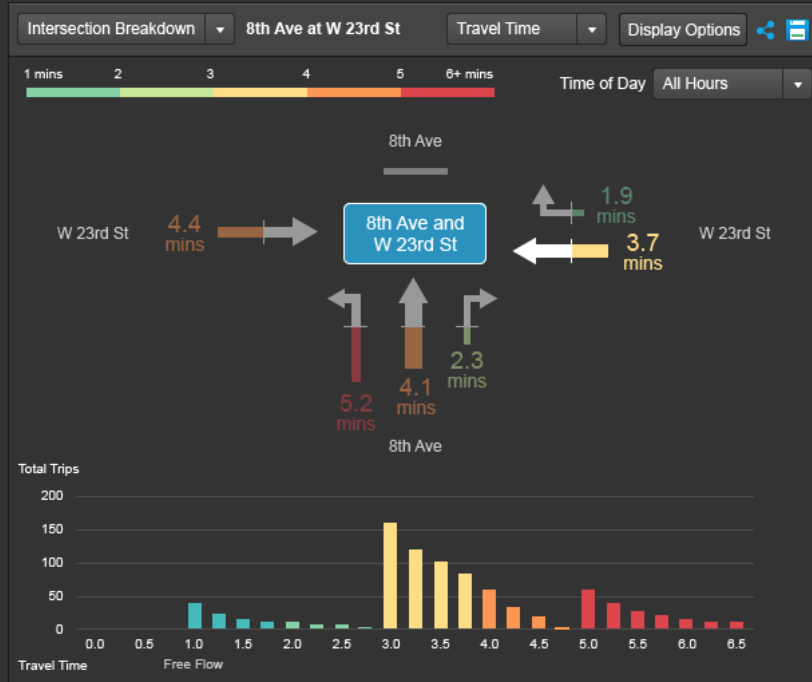 Intersection Breakdown 8th Ave at W 23rd St Travel Time Display Options
1 mins 2 3 4 5 6+ mins
Time of Day All Hours
8th Ave
W 23rd St
4.4
mins
8th Ave and
W 23rd St
1.9
mins
3.7
mins
W 23rd St
5.2
mins
4.1
mins
2.3
mins
8th Ave
Total Trips
200
150
100
50
0
0.0 0.5 1.0 1.5 2.0 2.5 3.0 3.5 4.0 4.5 5.0 5.5 6.0 6.5
Travel Time Free Flow